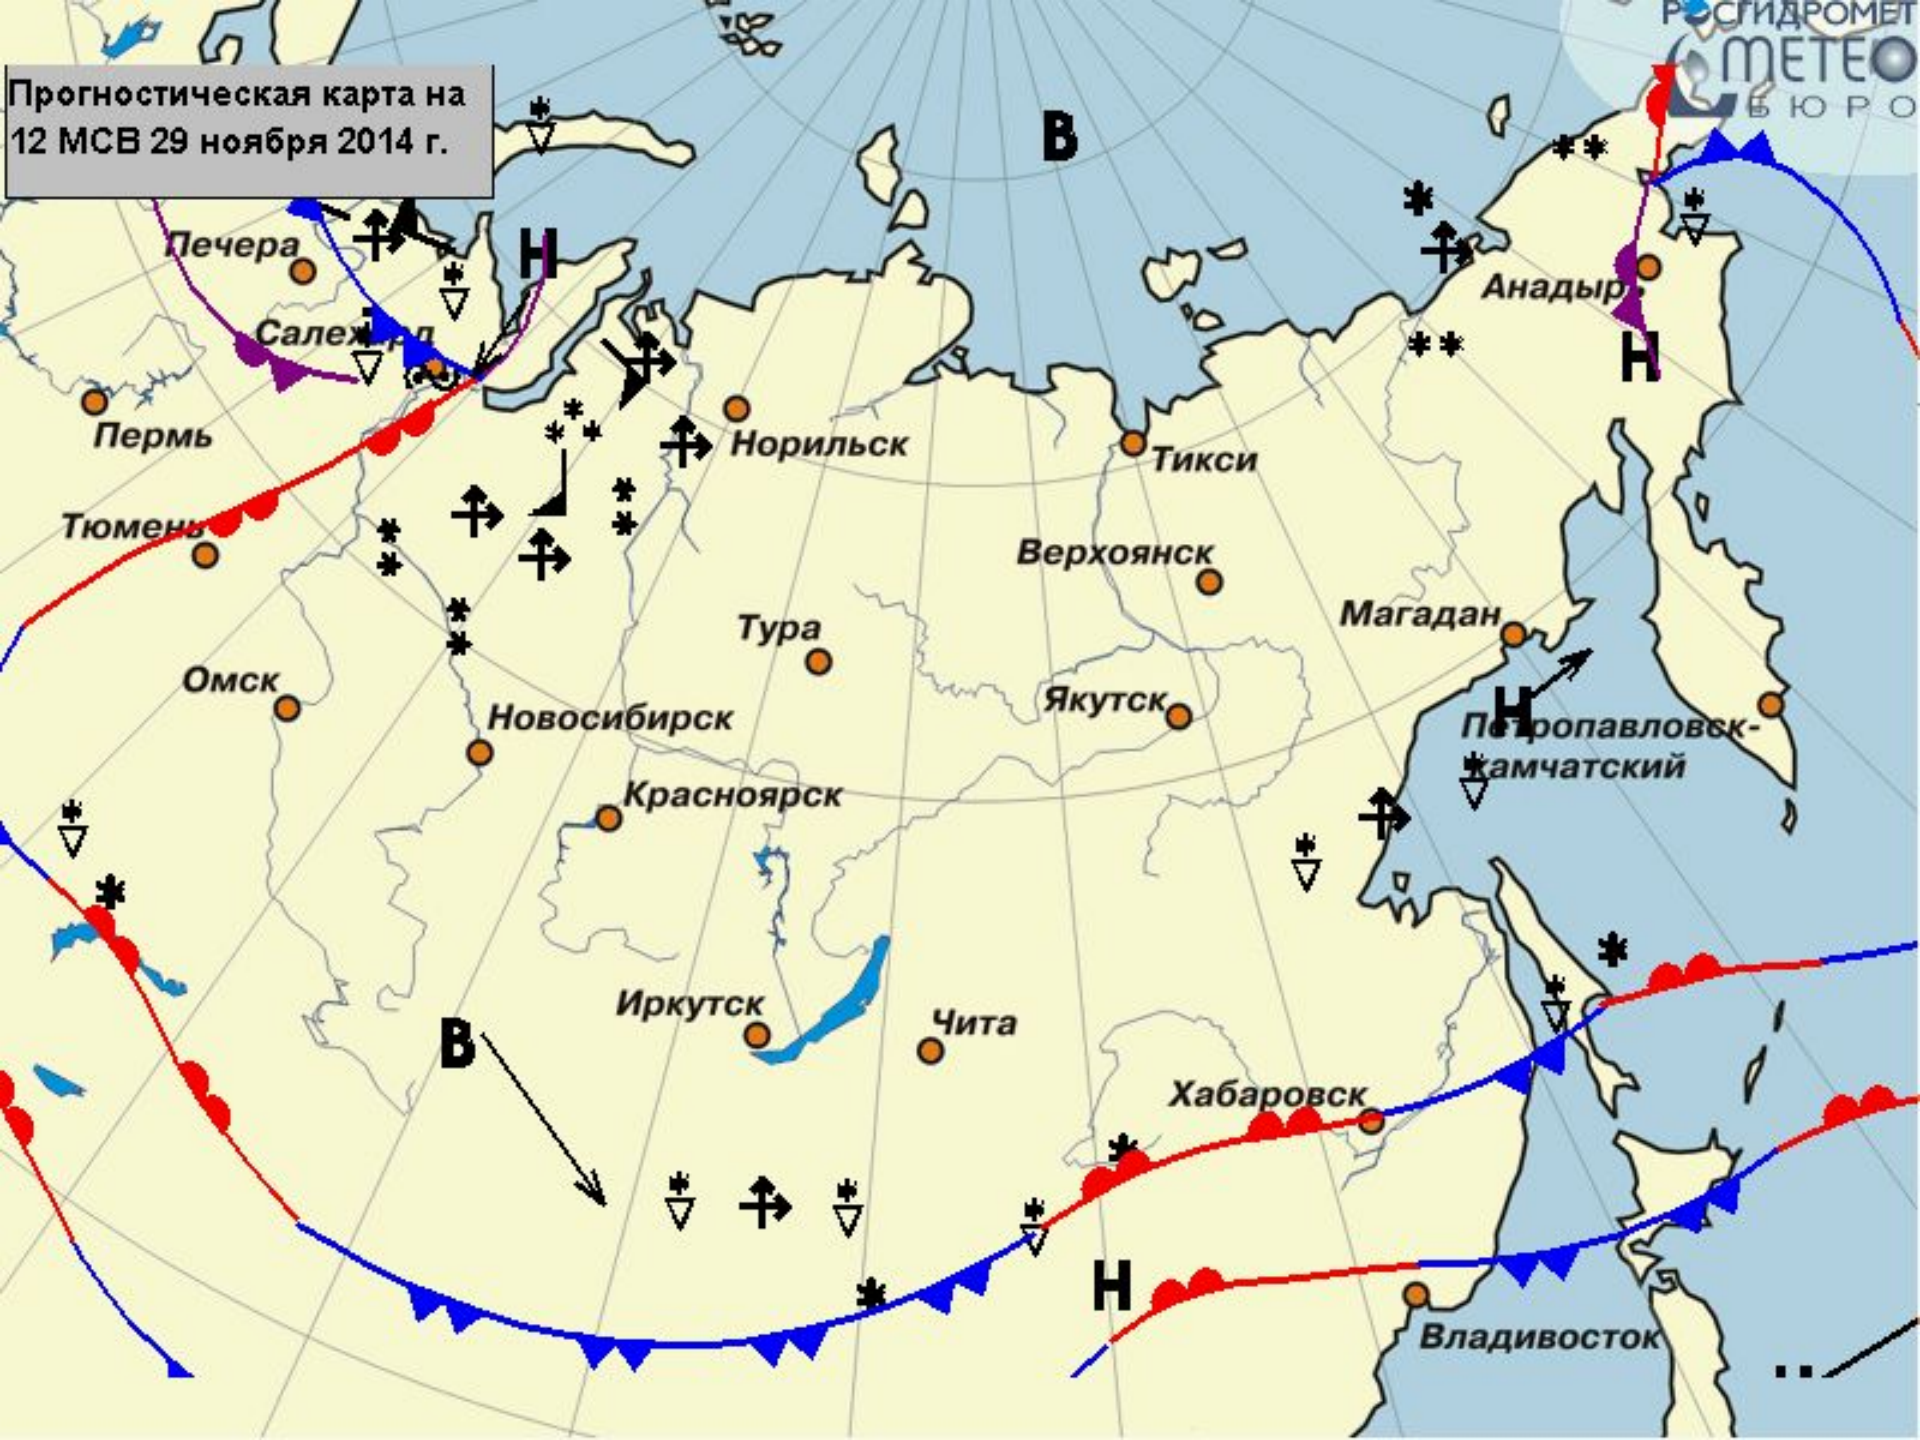 РОСГИДРОМЕТ
МЕТЕО
БЮРО
Прогностическая карта на
12 МСВ 29 ноября 2014 г.
В
Печера
Н
Анадырь
Салехард
Н
Пермь
Норильск
Тикси
Тюмень
Верхоянск
Магадан
Тура
Омск
Якутск
Н
Новосибирск
Петропавловск-
камчатский
Красноярск
Иркутск
Чита
В
Хабаровск
Н
Владивосток